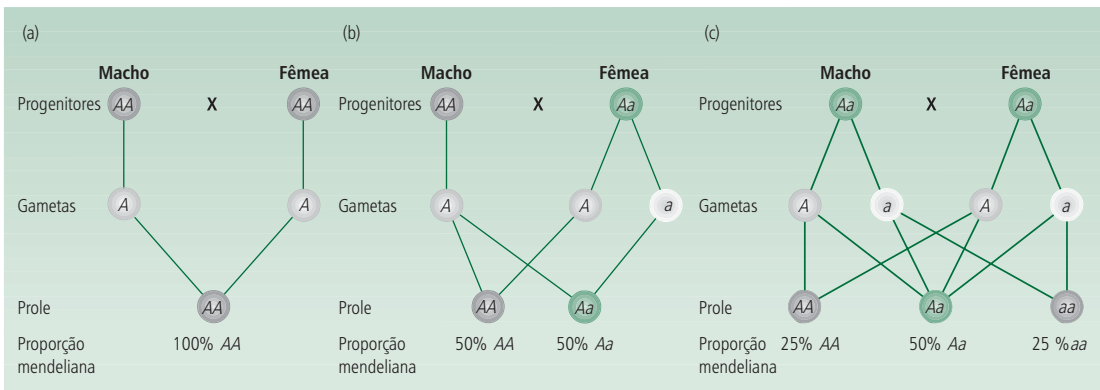 (a)
Macho Fêmea
Progenitores AA X AA
Gametas A A
Prole AA
Proporção mendeliana 100% AA
(b)
Macho Fêmea
Progenitores AA X Aa
Gametas A A a
Prole AA Aa
Proporção mendeliana 50% AA 50% Aa
(c)
Macho Fêmea
Progenitores Aa X Aa
Gametas A a A a
Prole AA Aa aa
Proporção mendeliana 25% AA 50% Aa 25 %aa